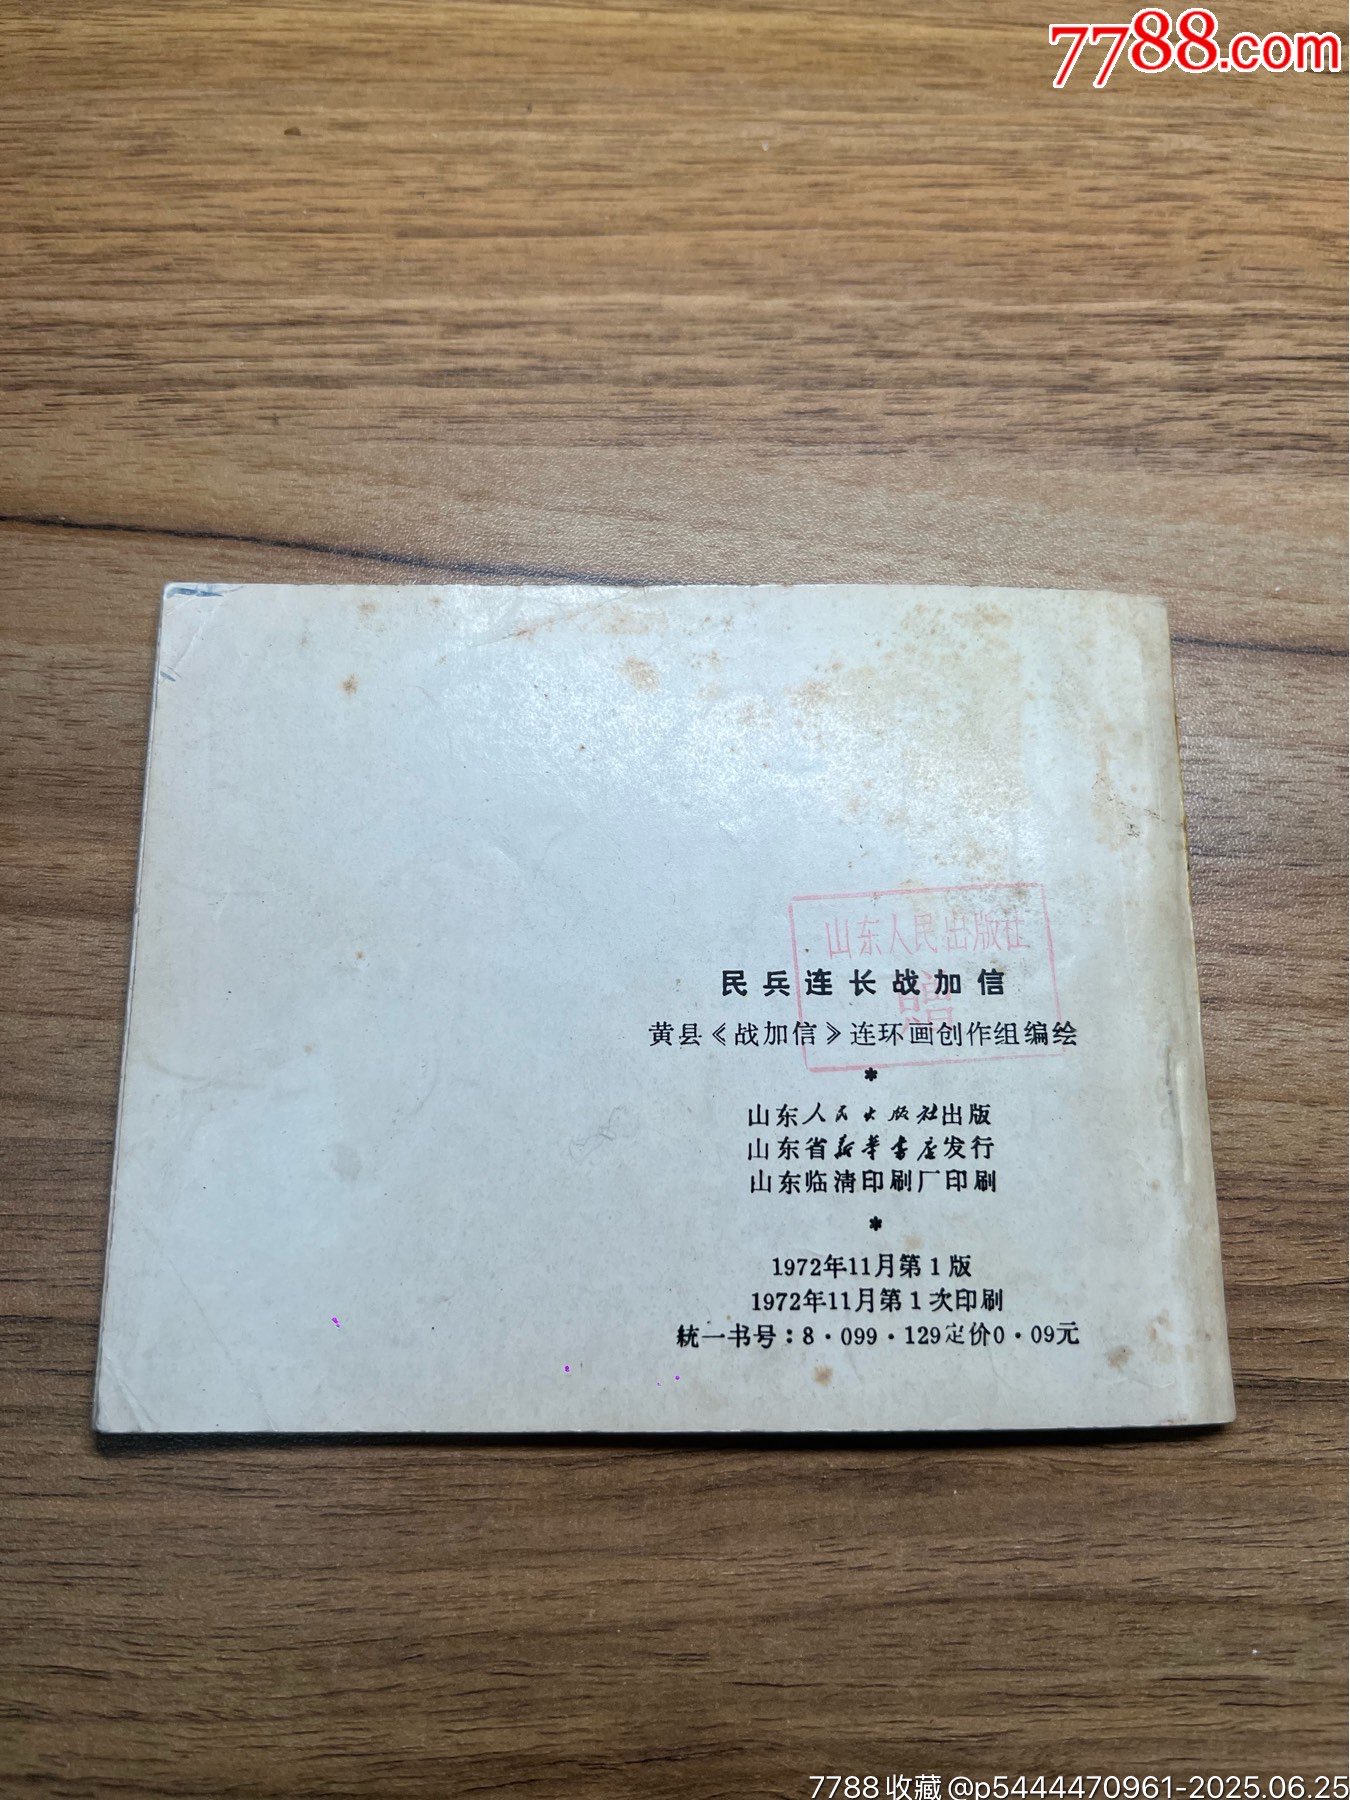 7788.com
山东人民出版社
赠
民兵连长战加信
黄县《战加信》连环画创作组编绘
*
山东人民出版社出版
山东省新华书店发行
山东临清印刷厂印刷
*
1972年11月第1版
1972年11月第1次印刷
統一书号：8·099·129定价0·09元
7788收藏@p5444470961-2025.06.25